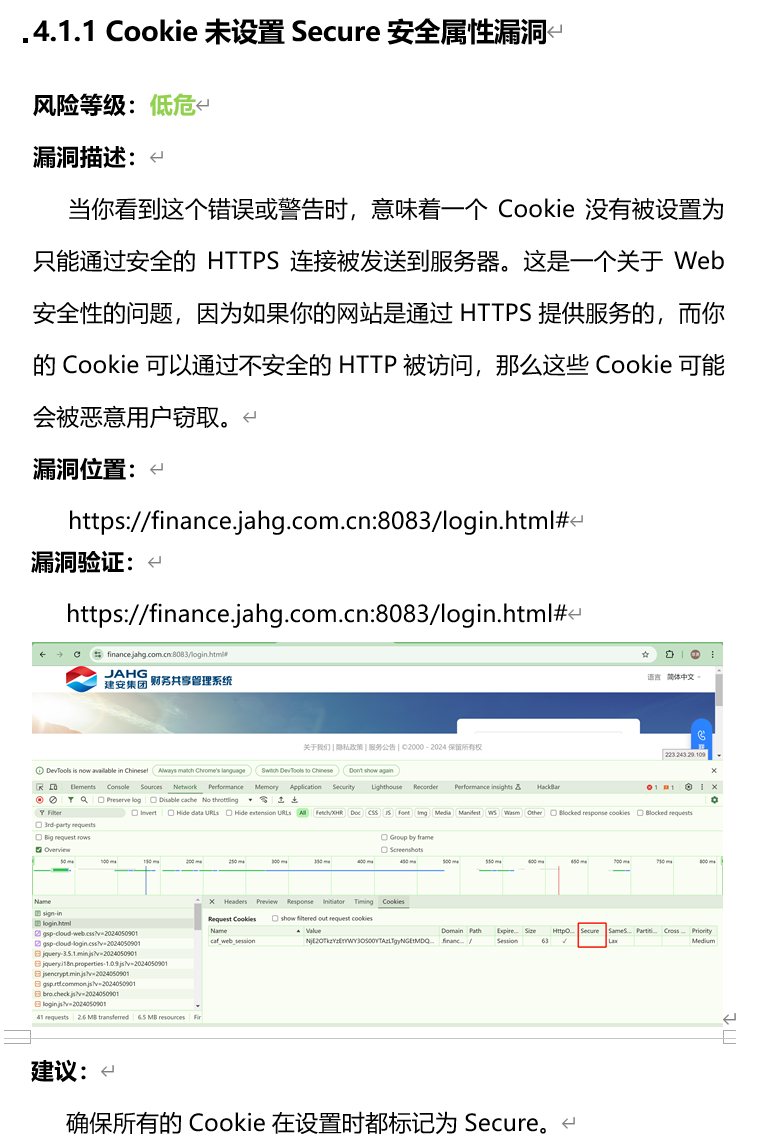 4.1.1 Cookie 未设置 Secure 安全属性漏洞
风险等级：低危
漏洞描述：
当你看到这个错误或警告时，意味着一个 Cookie 没有被设置为
只能通过安全的 HTTPS 连接被发送到服务器。这是一个关于 Web
安全性的问题，因为如果你的网站是通过 HTTPS 提供服务的，而你
的 Cookie 可以通过不安全的 HTTP 被访问，那么这些 Cookie 可能
会被恶意用户窃取。
漏洞位置：
https://finance.jahg.com.cn:8083/login.html#
漏洞验证：
https://finance.jahg.com.cn:8083/login.html#
finance.jahg.com.cn:8083/login.html#
JAHG
建安集团 财务共享管理系统
语言 简体中文
关于我们 | 隐私政策 | 服务公告 | ©2000 - 2024 保留所有权
223.243.29.109
DevTools is now available in Chinese! Always match Chrome's language Switch DevTools to Chinese Don't show again
Elements Console Sources Network Performance Memory Application Security Lighthouse Recorder Performance insights HackBar 1 1
Preserve log Disable cache No throttling
Filter Invert Hide data URLs Hide extension URLs All Fetch/XHR Doc CSS JS Font Img Media Manifest WS Wasm Other Blocked response cookies Blocked requests
3rd-party requests
Big request rows Group by frame
Overview Screenshots
50 ms 100 ms 150 ms 200 ms 250 ms 300 ms 350 ms 400 ms 450 ms 500 ms 550 ms 600 ms 650 ms 700 ms 750 ms 800 ms
Name Headers Preview Response Initiator Timing Cookies
sign-in
login.html
gsp-cloud-web.css?v=2024050901
gsp-cloud-login.css?v=2024050901
jquery-3.5.1.min.js?v=2024050901
jquery.i18n.properties-1.0.9.js?v=2024050901
jsencrypt.min.js?v=2024050901
gsp.rtf.common.js?v=2024050901
bro.check.js?v=2024050901
login.js?v=2024050901
41 requests 2.6 MB transferred 6.5 MB resources Fir
Request Cookies show filtered out request cookies
Name Value Domain Path Expire... Size HttpO... Secure SameS... Partiti... Cross ... Priority
caf_web_session .financ... / Session 63 ✓ Lax Medium
建议：
确保所有的 Cookie 在设置时都标记为 Secure。